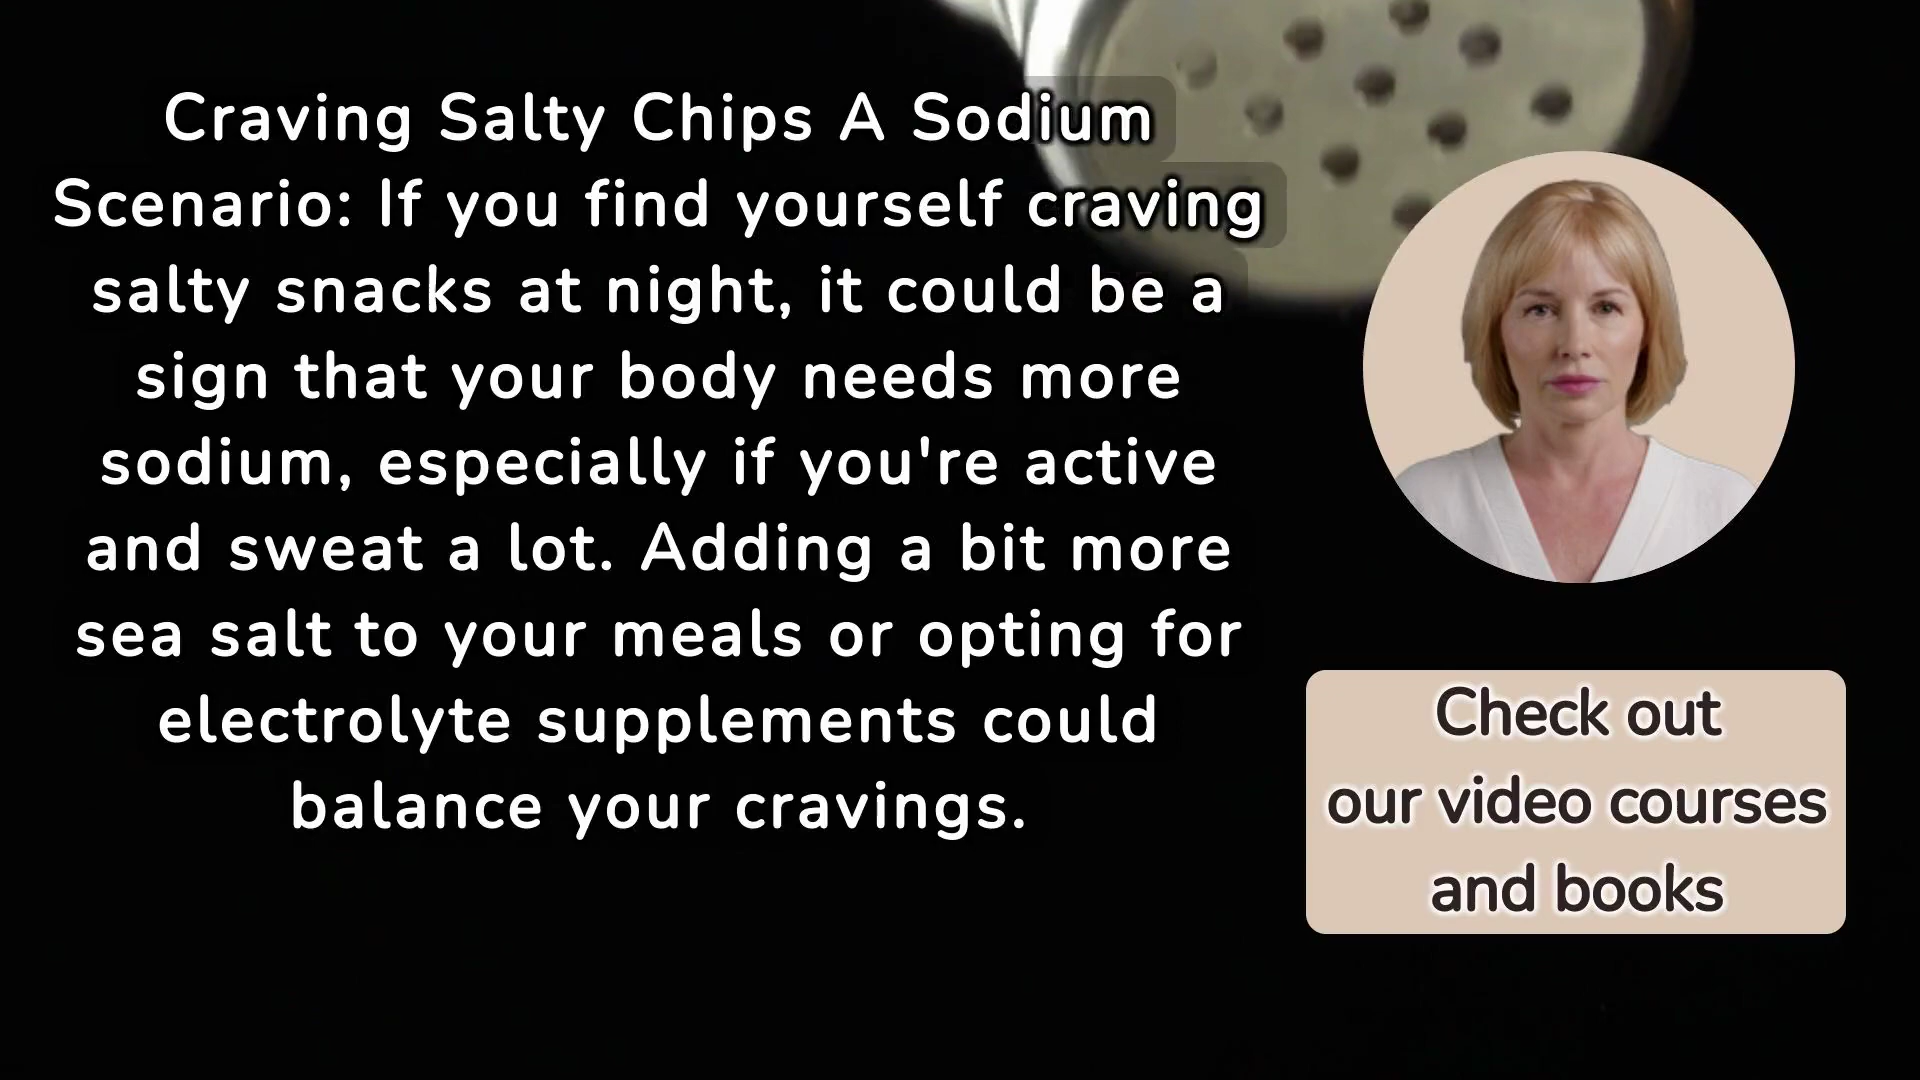 Craving Salty Chips A Sodium
Scenario: If you find yourself craving
salty snacks at night, it could be a
sign that your body needs more
sodium, especially if you're active
and sweat a lot. Adding a bit more
sea salt to your meals or opting for
electrolyte supplements could
balance your cravings.
Check out
our video courses
and books